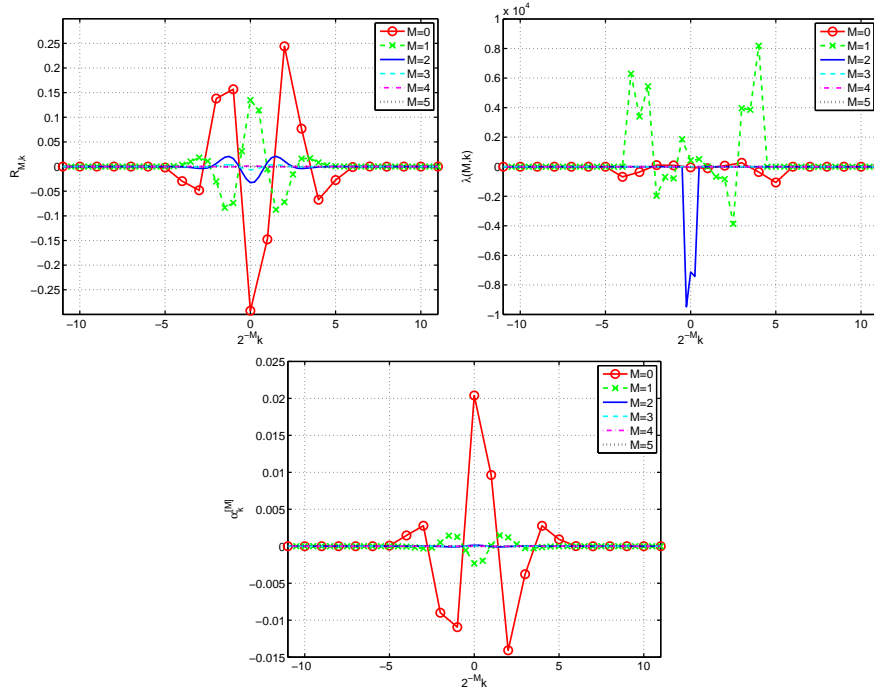 0.25
0.2
0.15
0.1
0.05
0
−0.05
−0.1
−0.15
−0.2
−0.25
R_{M,k}
−10
−5
0
5
10
2^{−M}k
M=0
M=1
M=2
M=3
M=4
M=5
x 10^4
1
0.8
0.6
0.4
0.2
0
−0.2
−0.4
−0.6
−0.8
−1
λ(M,k)
−10
−5
0
5
10
2^{−M}k
M=0
M=1
M=2
M=3
M=4
M=5
0.025
0.02
0.015
0.01
0.005
0
−0.005
−0.01
−0.015
α_k^{[M]}
−10
−5
0
5
10
2^{−M}k
M=0
M=1
M=2
M=3
M=4
M=5